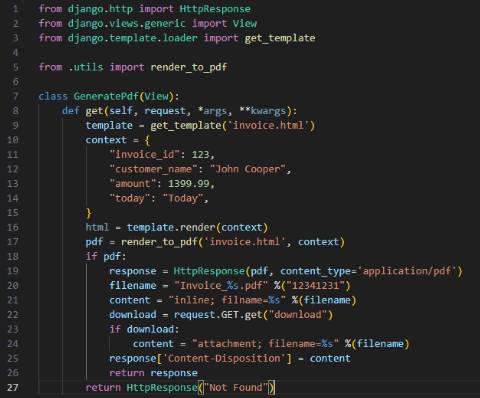 1 from django.http import HttpResponse
2 from django.views.generic import View
3 from django.template.loader import get_template
4
5 from .utils import render_to_pdf
6
7 class GeneratePdf(View):
8     def get(self, request, *args, **kwargs):
9         template = get_template('invoice.html')
10         context = {
11             "invoice_id": 123,
12             "customer_name": "John Cooper",
13             "amount": 1399.99,
14             "today": "Today",
15         }
16         html = template.render(context)
17         pdf = render_to_pdf('invoice.html', context)
18         if pdf:
19             response = HttpResponse(pdf, content_type='application/pdf')
20             filename = "Invoice_%s.pdf" %("12341231")
21             content = "inline; filname=%s" %(filename)
22             download = request.GET.get("download")
23             if download:
24                 content = "attachment; filename=%s" %(filename)
25             response['Content-Disposition'] = content
26             return response
27         return HttpResponse("Not Found")